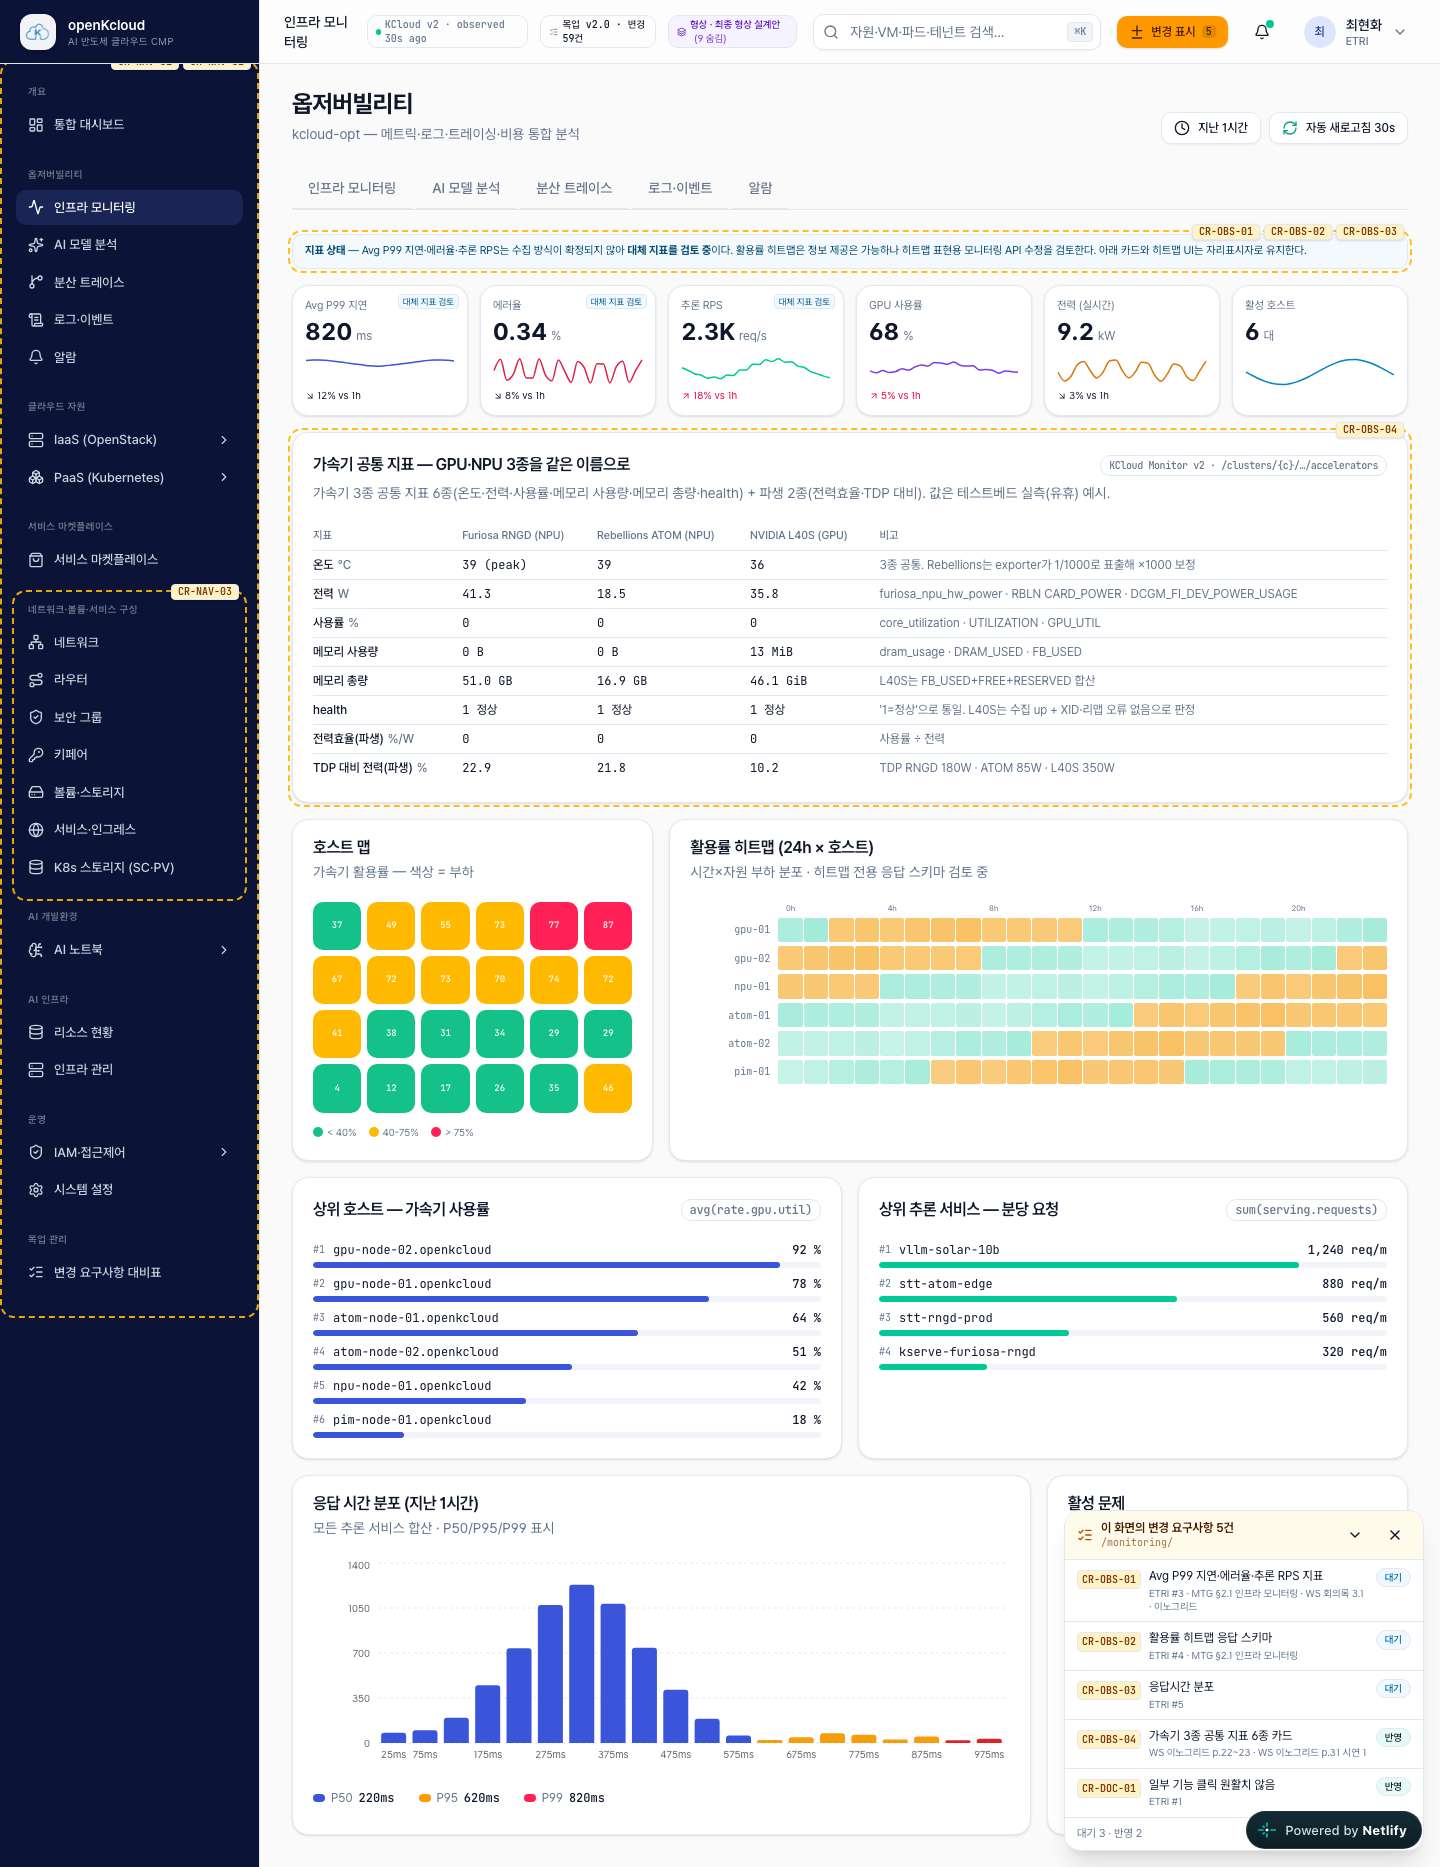 openKcloud
AI 반도체 클라우드 CMP
개요
통합 대시보드
옵저버빌리티
인프라 모니터링
AI 모델 분석
분산 트레이스
로그·이벤트
알람
클라우드 자원
IaaS (OpenStack)
PaaS (Kubernetes)
서비스 마켓플레이스
서비스 마켓플레이스
CR-NAV-03
네트워크·볼륨·서비스 구성
네트워크
라우터
보안 그룹
키페어
볼륨·스토리지
서비스·인그레스
K8s 스토리지 (SC·PV)
AI 개발환경
AI 노트북
AI 인프라
리소스 현황
인프라 관리
운영
IAM·접근제어
시스템 설정
목업 관리
변경 요구사항 대비표
인프라 모니터링
KCloud v2 · observed 30s ago
목업 v2.0 · 변경 59건
형상 · 최종 형상 설계안 (9 숨김)
자원·VM·파드·테넌트 검색...
⌘K
변경 표시 5
최
최현화
ETRI
옵저버빌리티
kcloud-opt — 메트릭·로그·트레이싱·비용 통합 분석
지난 1시간
자동 새로고침 30s
인프라 모니터링
AI 모델 분석
분산 트레이스
로그·이벤트
알람
CR-OBS-01 CR-OBS-02 CR-OBS-03
지표 상태 — Avg P99 지연·에러율·추론 RPS는 수집 방식이 확정되지 않아 대체 지표를 검토 중이다. 활용률 히트맵은 정보 제공은 가능하나 히트맵 표현용 모니터링 API 수정을 검토한다. 아래 카드와 히트맵 UI는 자리표시자로 유지한다.
Avg P99 지연 대체 지표 검토
820 ms
↘ 12% vs 1h
에러율 대체 지표 검토
0.34 %
↘ 8% vs 1h
추론 RPS 대체 지표 검토
2.3K req/s
↗ 18% vs 1h
GPU 사용률
68 %
↗ 5% vs 1h
전력 (실시간)
9.2 kW
↘ 3% vs 1h
활성 호스트
6 대
CR-OBS-04
가속기 공통 지표 — GPU·NPU 3종을 같은 이름으로
KCloud Monitor v2 · /clusters/{c}/…/accelerators
가속기 3종 공통 지표 6종(온도·전력·사용률·메모리 사용량·메모리 총량·health) + 파생 2종(전력효율·TDP 대비). 값은 테스트베드 실측(유휴) 예시.
지표 Furiosa RNGD (NPU) Rebellions ATOM (NPU) NVIDIA L40S (GPU) 비고
온도 °C 39 (peak) 39 36 3종 공통. Rebellions는 exporter가 1/1000로 표출해 ×1000 보정
전력 W 41.3 18.5 35.8 furiosa_npu_hw_power · RBLN CARD_POWER · DCGM_FI_DEV_POWER_USAGE
사용률 % 0 0 0 core_utilization · UTILIZATION · GPU_UTIL
메모리 사용량 0 B 0 B 13 MiB dram_usage · DRAM_USED · FB_USED
메모리 총량 51.0 GB 16.9 GB 46.1 GiB L40S는 FB_USED+FREE+RESERVED 합산
health 1 정상 1 정상 1 정상 '1=정상'으로 통일. L40S는 수집 up + XID·리맵 오류 없음으로 판정
전력효율(파생) %/W 0 0 0 사용률 ÷ 전력
TDP 대비 전력(파생) % 22.9 21.8 10.2 TDP RNGD 180W · ATOM 85W · L40S 350W
호스트 맵
가속기 활용률 — 색상 = 부하
37 49 55 73 77 87
67 72 73 70 74 72
41 38 31 34 29 29
4 12 17 26 35 46
< 40% 40-75% > 75%
활용률 히트맵 (24h × 호스트)
시간×자원 부하 분포 · 히트맵 전용 응답 스키마 검토 중
0h 4h 8h 12h 16h 20h
gpu-01
gpu-02
npu-01
atom-01
atom-02
pim-01
상위 호스트 — 가속기 사용률
avg(rate.gpu.util)
#1 gpu-node-02.openkcloud 92 %
#2 gpu-node-01.openkcloud 78 %
#3 atom-node-01.openkcloud 64 %
#4 atom-node-02.openkcloud 51 %
#5 npu-node-01.openkcloud 42 %
#6 pim-node-01.openkcloud 18 %
상위 추론 서비스 — 분당 요청
sum(serving.requests)
#1 vllm-solar-10b 1,240 req/m
#2 stt-atom-edge 880 req/m
#3 stt-rngd-prod 560 req/m
#4 kserve-furiosa-rngd 320 req/m
응답 시간 분포 (지난 1시간)
모든 추론 서비스 합산 · P50/P95/P99 표시
1400
1050
700
350
0
25ms 75ms 175ms 275ms 375ms 475ms 575ms 675ms 775ms 875ms 975ms
P50 220ms P95 620ms P99 820ms
활성 문제
이 화면의 변경 요구사항 5건
/monitoring/
CR-OBS-01 Avg P99 지연·에러율·추론 RPS 지표 대기
ETRI #3 · MTG §2.1 인프라 모니터링 · WS 회의록 3.1 · 이노그리드
CR-OBS-02 활용률 히트맵 응답 스키마 대기
ETRI #4 · MTG §2.1 인프라 모니터링
CR-OBS-03 응답시간 분포 대기
ETRI #5
CR-OBS-04 가속기 3종 공통 지표 6종 카드 반영
WS 이노그리드 p.22~23 · WS 이노그리드 p.31 시연 1
CR-DOC-01 일부 기능 클릭 원활치 않음 반영
ETRI #1
대기 3 · 반영 2
Powered by Netlify